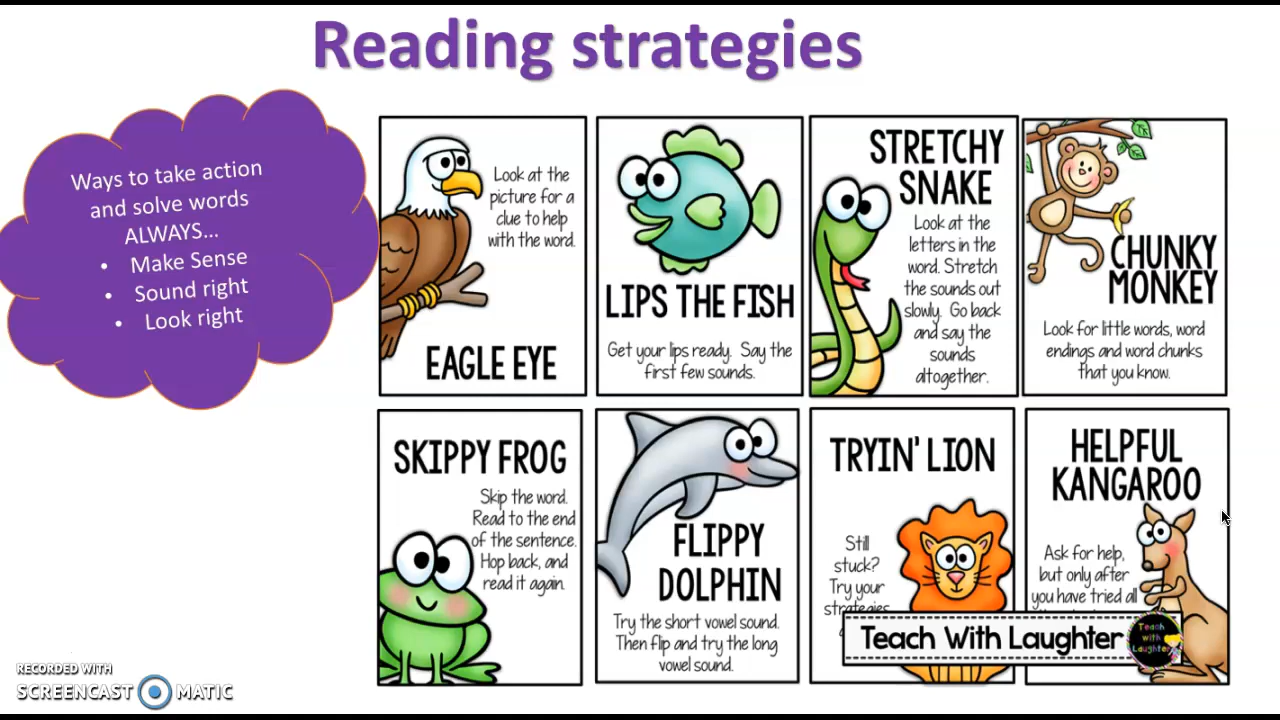 Reading strategies
Ways to take action
and solve words
ALWAYS...
• Make Sense
• Sound right
• Look right
Look at the
picture for a
clue to help
with the word.
EAGLE EYE
LIPS THE FISH
Get your lips ready. Say the
first few sounds.
STRETCHY
SNAKE
Look at the
letters in the
word. Stretch
the sounds out
slowly. Go back
and say the
sounds
altogether.
CHUNKY
MONKEY
Look for little words, word
endings and word chunks
that you know.
SKIPPY FROG
Skip the word.
Read to the end
of the sentence.
Hop back, and
read it again.
FLIPPY
DOLPHIN
Try the short vowel sound.
Then flip and try the long
vowel sound.
TRYIN' LION
Still
stuck?
Try your
strategies
HELPFUL
KANGAROO
Ask for help,
but only after
you have tried all
Teach With Laughter
Teach
with
Laughter
RECORDED WITH
SCREENCAST MATIC